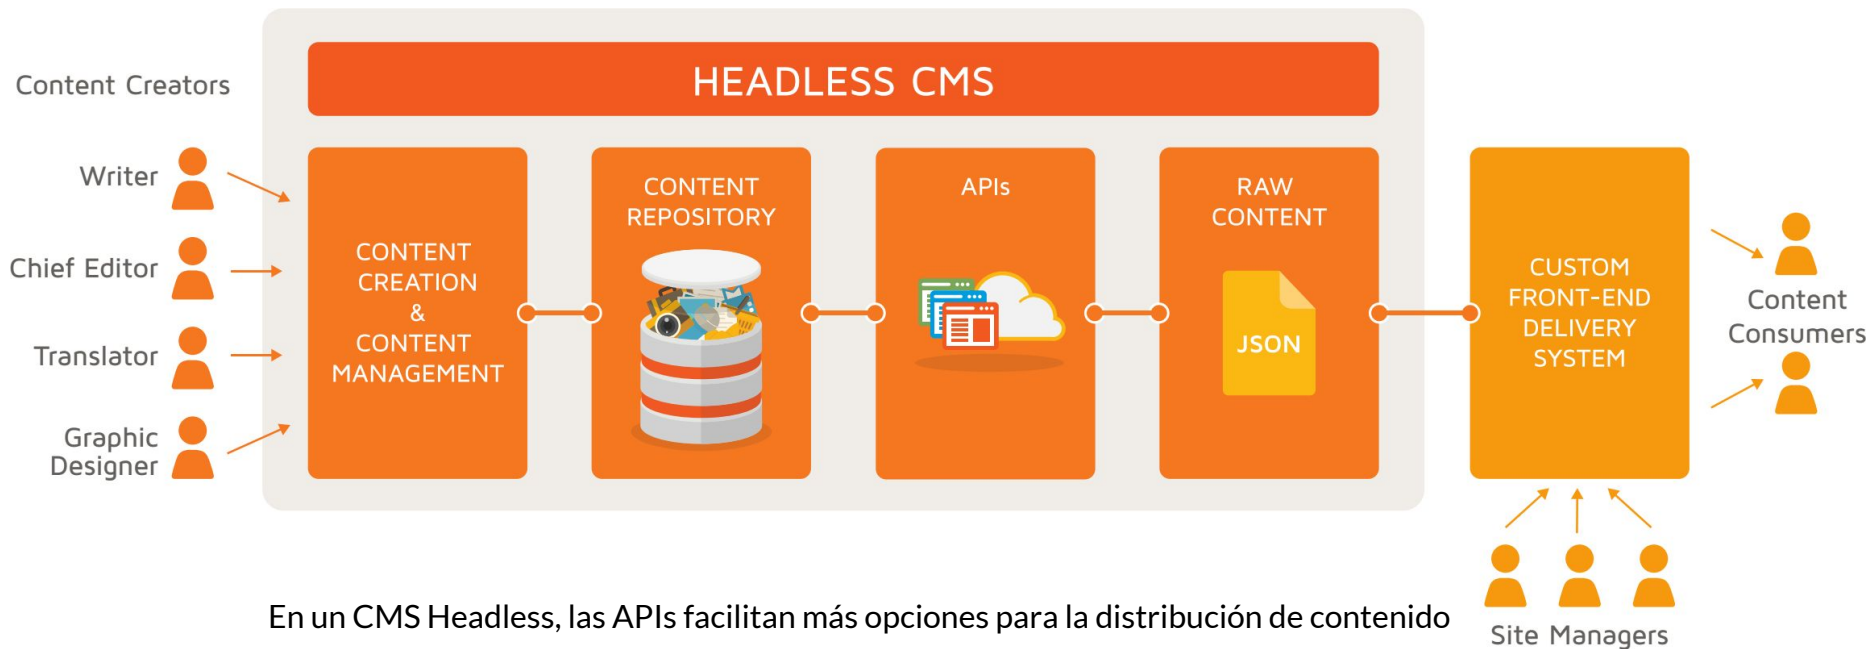 HEADLESS CMS
Content Creators
Writer
Chief Editor
Translator
Graphic
Designer
CONTENT
CREATION
&
CONTENT
MANAGEMENT
CONTENT
REPOSITORY
APIs
RAW
CONTENT
JSON
CUSTOM
FRONT-END
DELIVERY
SYSTEM
Content
Consumers
Site Managers
En un CMS Headless, las APIs facilitan más opciones para la distribución de contenido